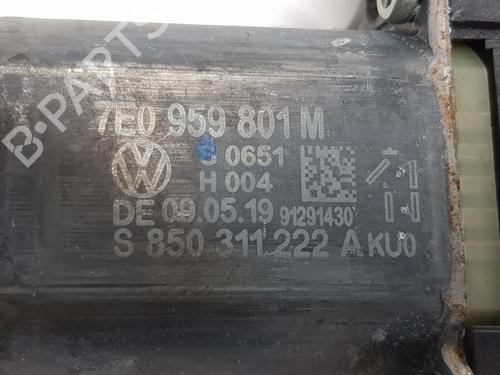 7E0 959 801 M
S 0651
H 004
DE 09.05.19 91291430
S 850 311 222 A KU0
B-PARTS